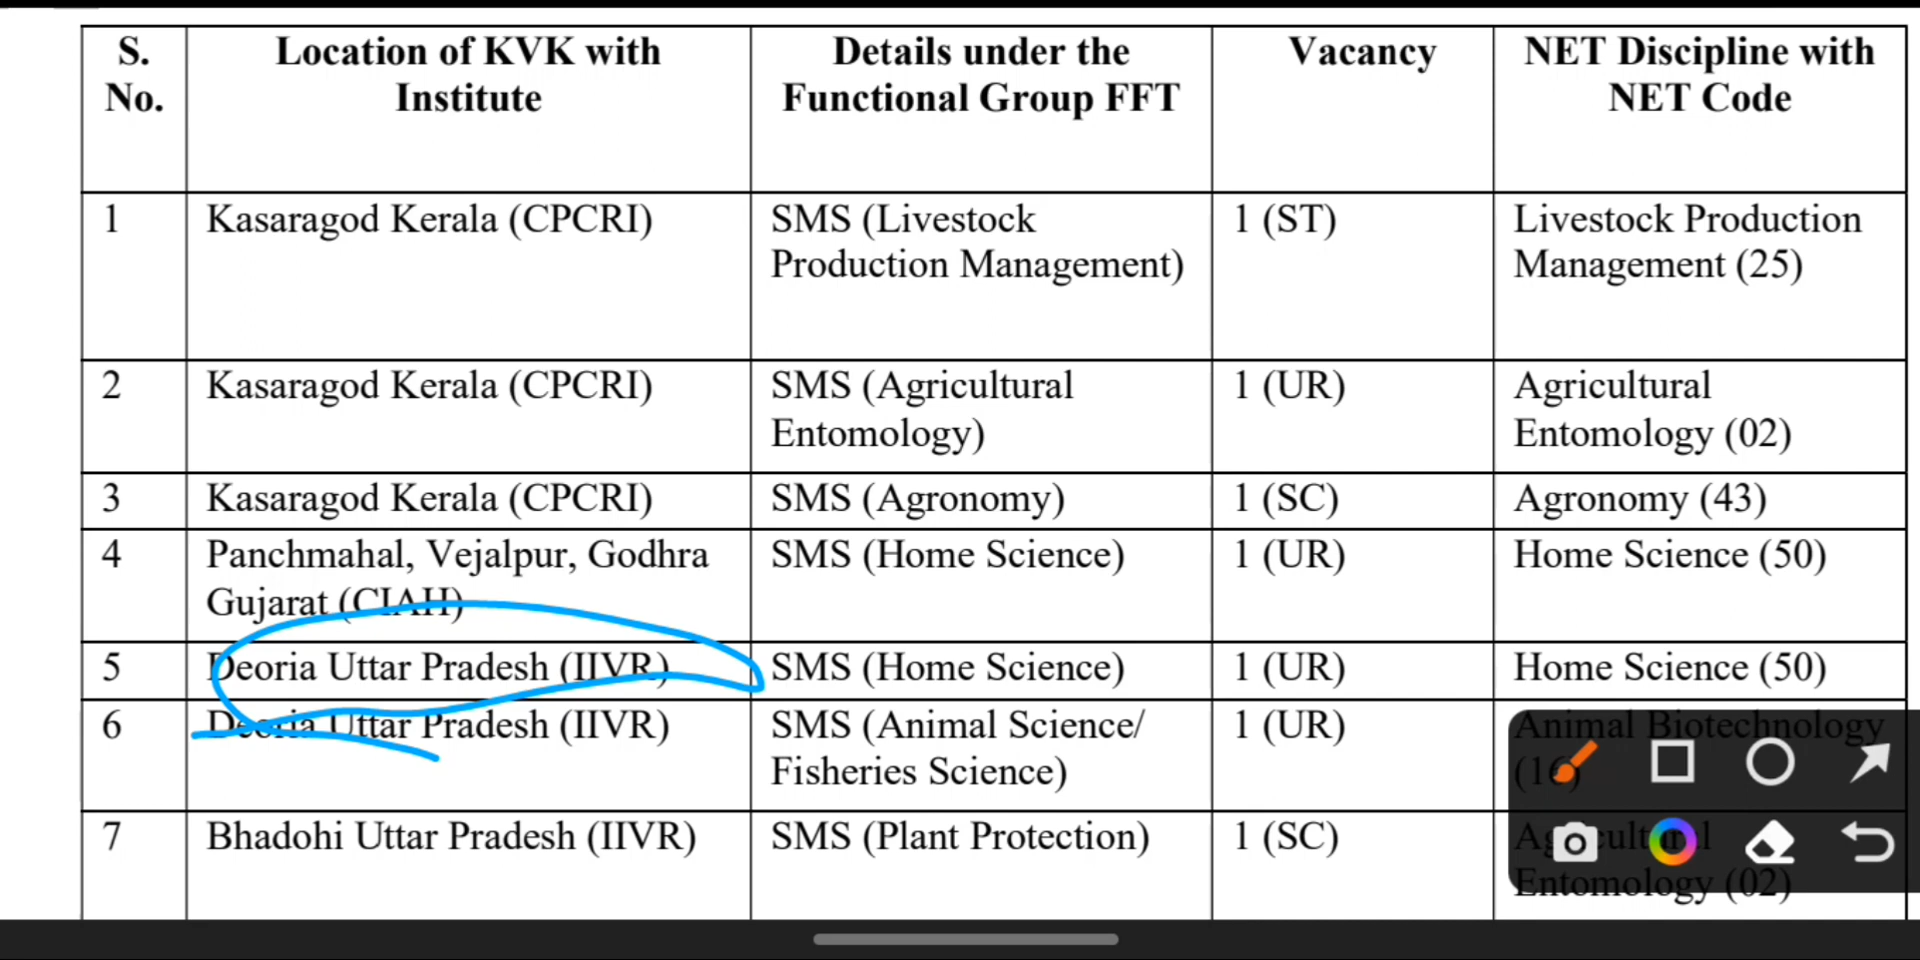 S. No.
Location of KVK with Institute
Details under the Functional Group FFT
Vacancy
NET Discipline with NET Code
1
Kasaragod Kerala (CPCRI)
SMS (Livestock Production Management)
1 (ST)
Livestock Production Management (25)
2
Kasaragod Kerala (CPCRI)
SMS (Agricultural Entomology)
1 (UR)
Agricultural Entomology (02)
3
Kasaragod Kerala (CPCRI)
SMS (Agronomy)
1 (SC)
Agronomy (43)
4
Panchmahal, Vejalpur, Godhra Gujarat (CIAH)
SMS (Home Science)
1 (UR)
Home Science (50)
5
Deoria Uttar Pradesh (IIVR)
SMS (Home Science)
1 (UR)
Home Science (50)
6
Deoria Uttar Pradesh (IIVR)
SMS (Animal Science/ Fisheries Science)
1 (UR)
Animal Biotechnology
7
Bhadohi Uttar Pradesh (IIVR)
SMS (Plant Protection)
1 (SC)
Agricultural Entomology (02)